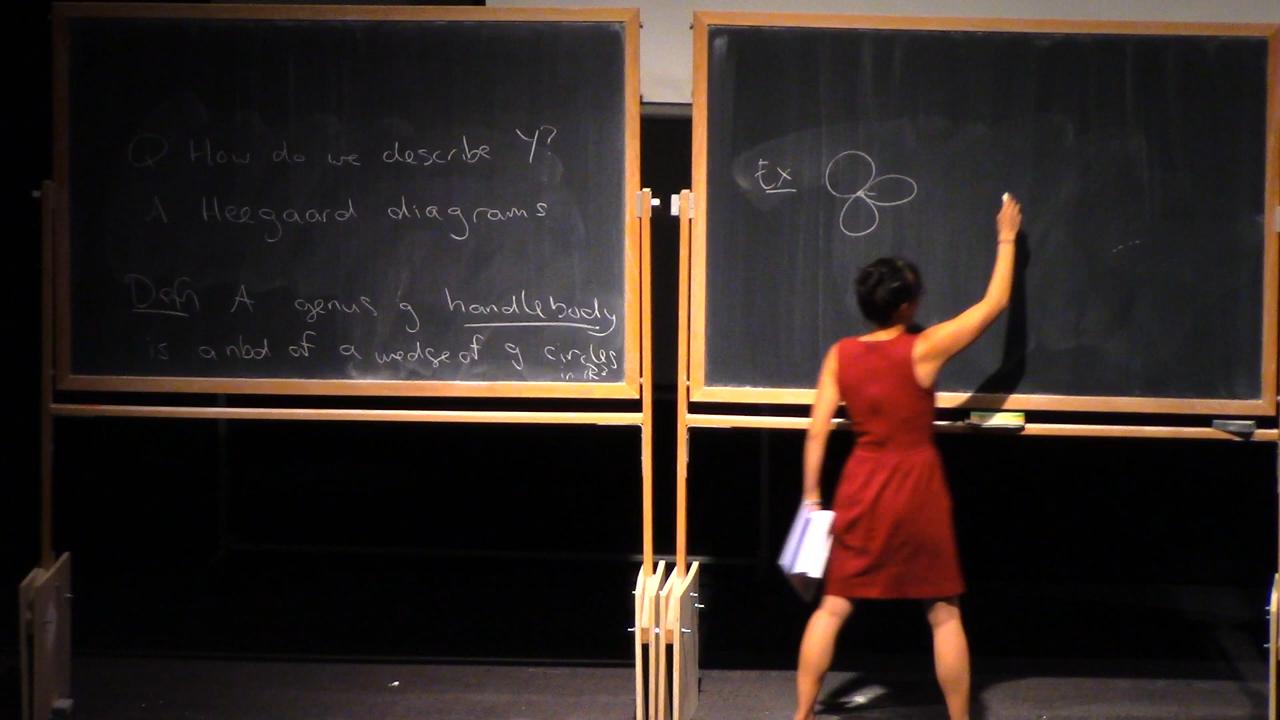 Q How do we describe Y?
A Heegaard diagrams
Defn A genus g handlebody
is a nbd of a wedge of g circles
in R³
Ex